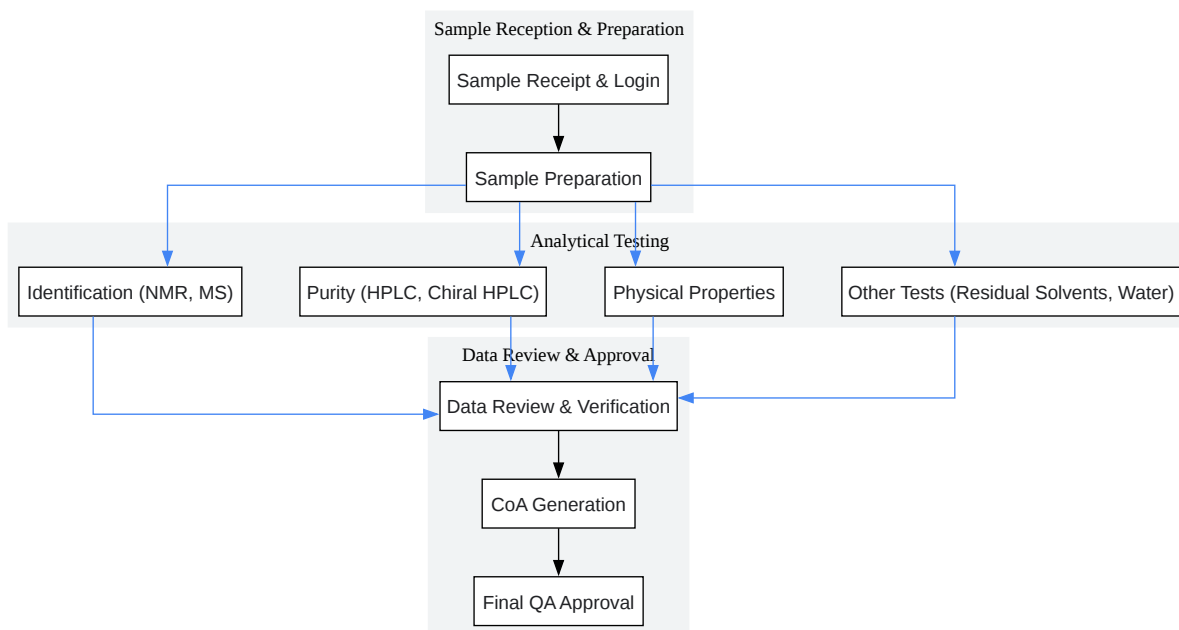 Sample Reception & Preparation
Sample Receipt & Login
Sample Preparation
Analytical Testing
Identification (NMR, MS)
Purity (HPLC, Chiral HPLC)
Physical Properties
Other Tests (Residual Solvents, Water)
Data Review & Approval
Data Review & Verification
CoA Generation
Final QA Approval